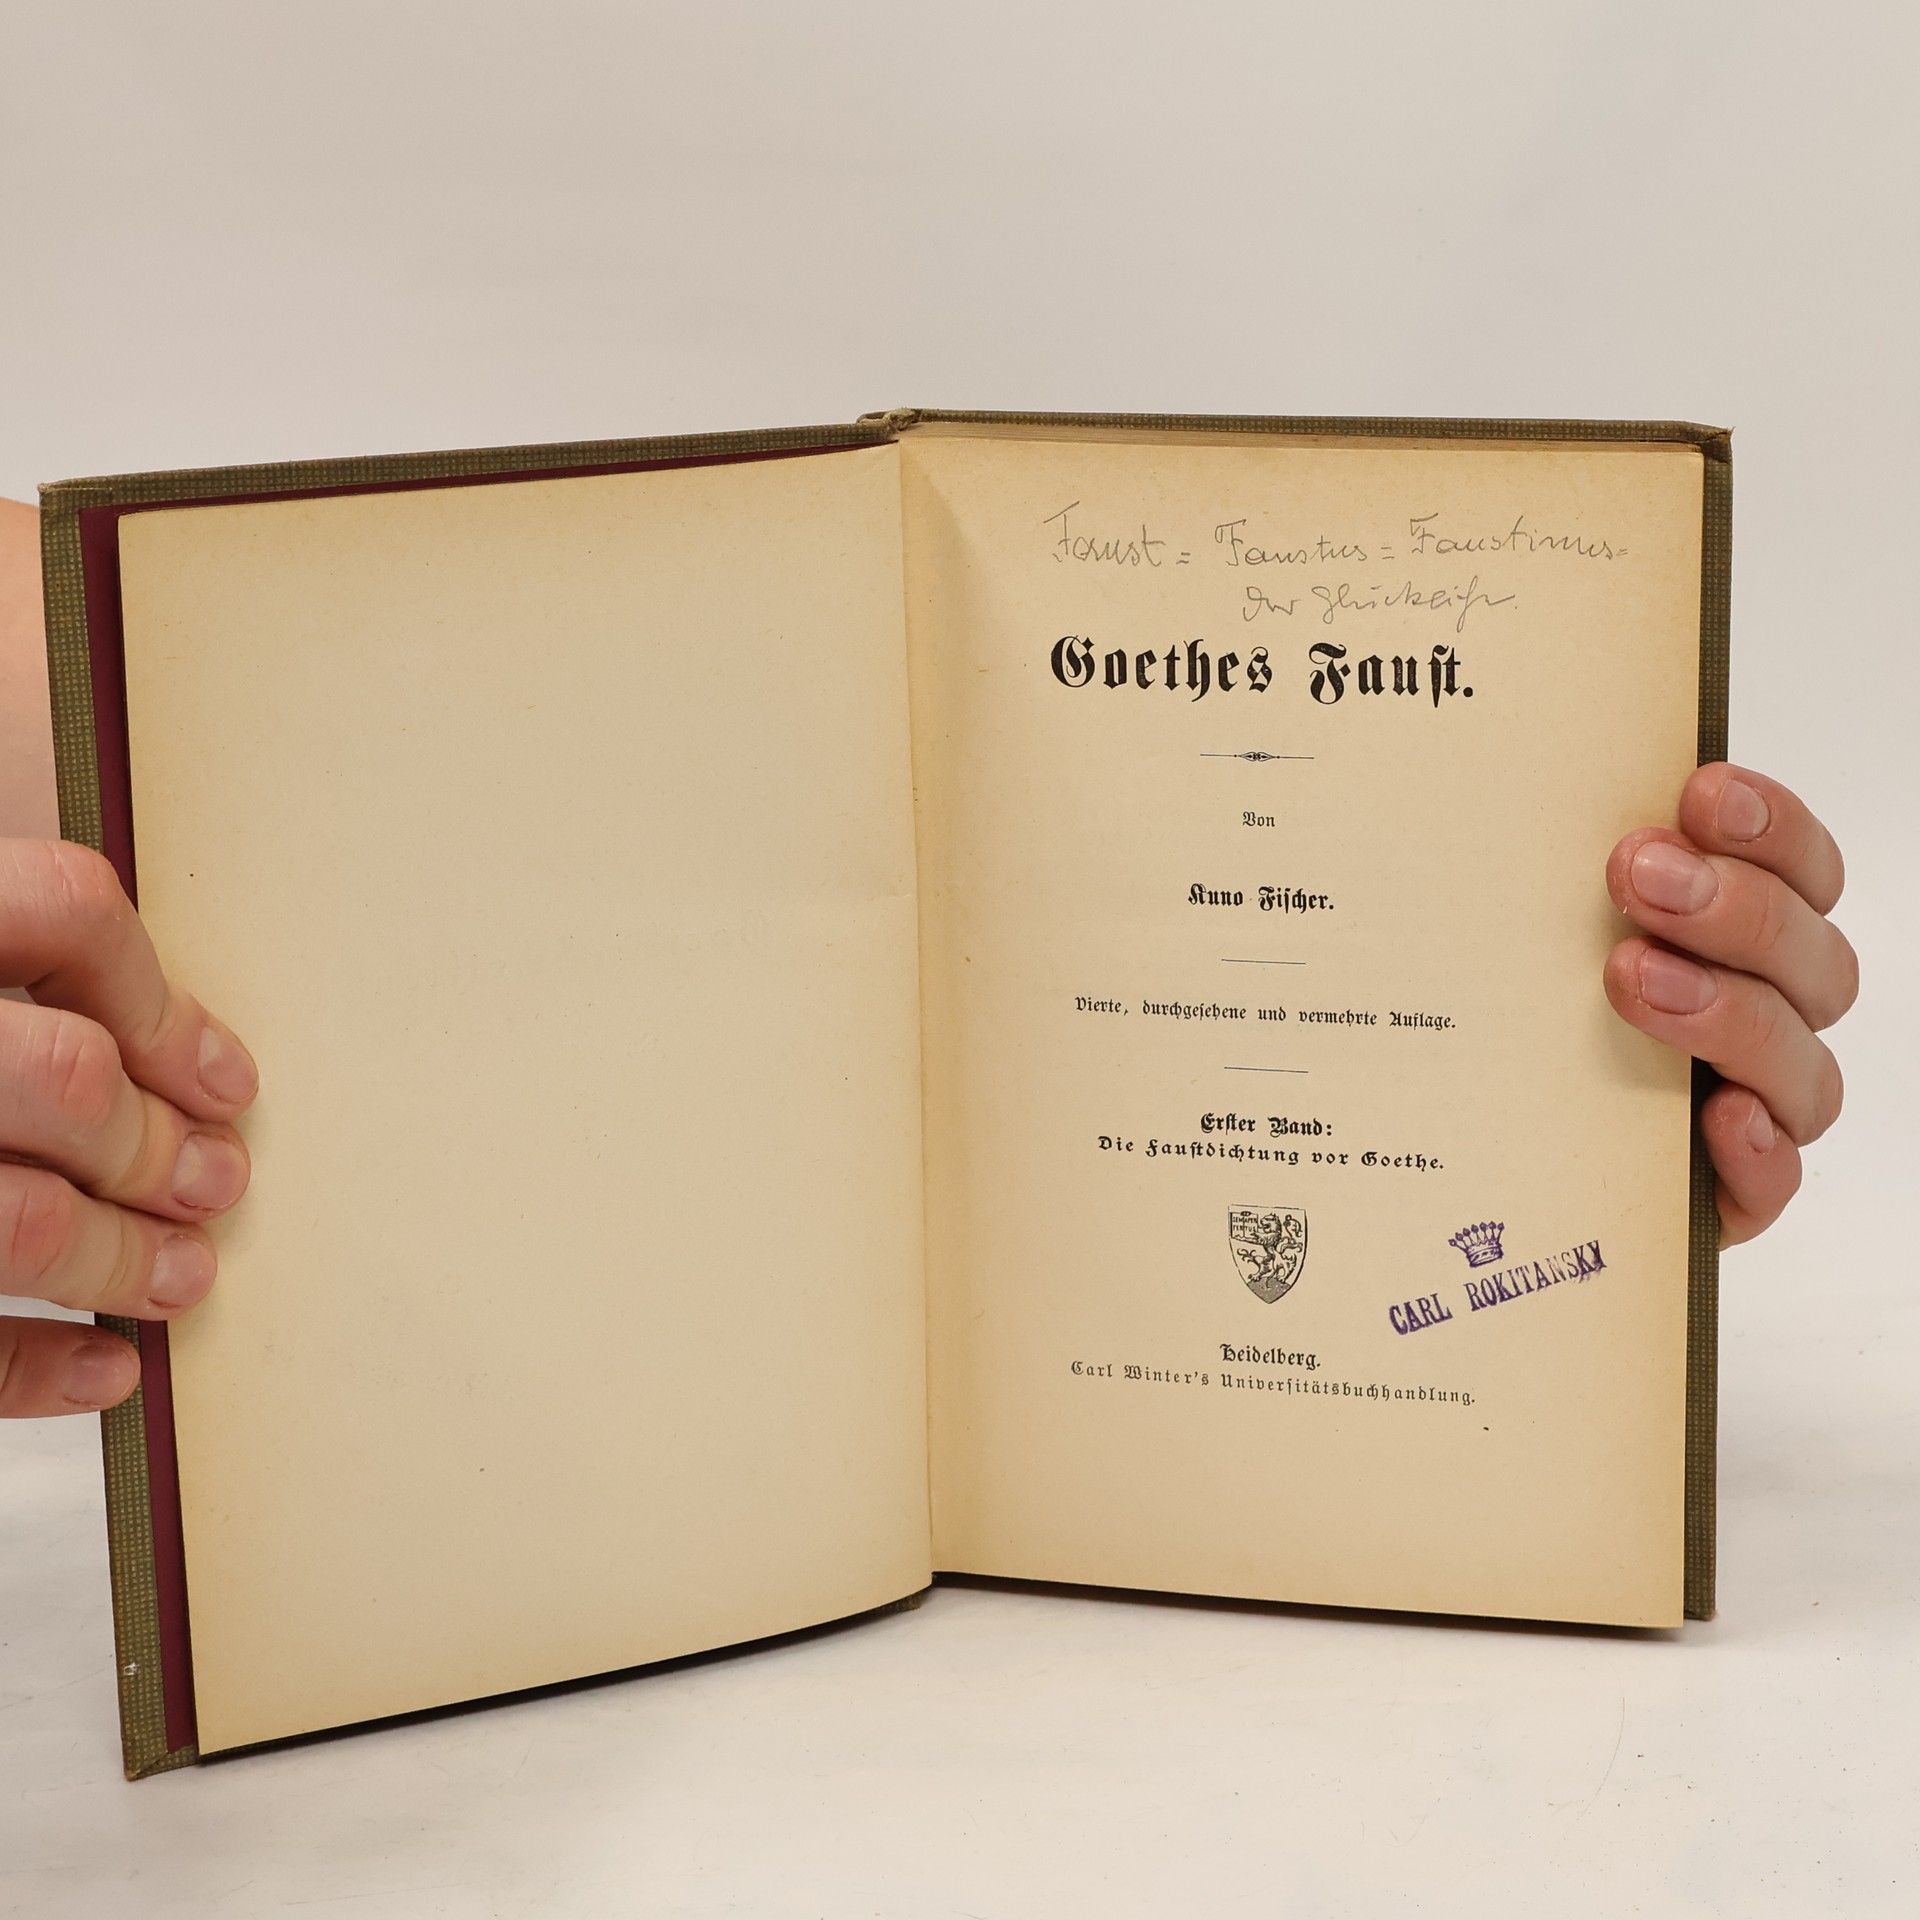 Faust = Faustus = Faustinus =
Der Glückliche.
Goethes Fauſt.
Von
Kuno Fiſcher.
Vierte, durchgeſehene und vermehrte Auflage.
Erſter Band:
Die Fauſtdichtung vor Goethe.
SEMPER
CARL ROKITANSKY
Heidelberg.
Carl Winter's Univerſitätsbuchhandlung.